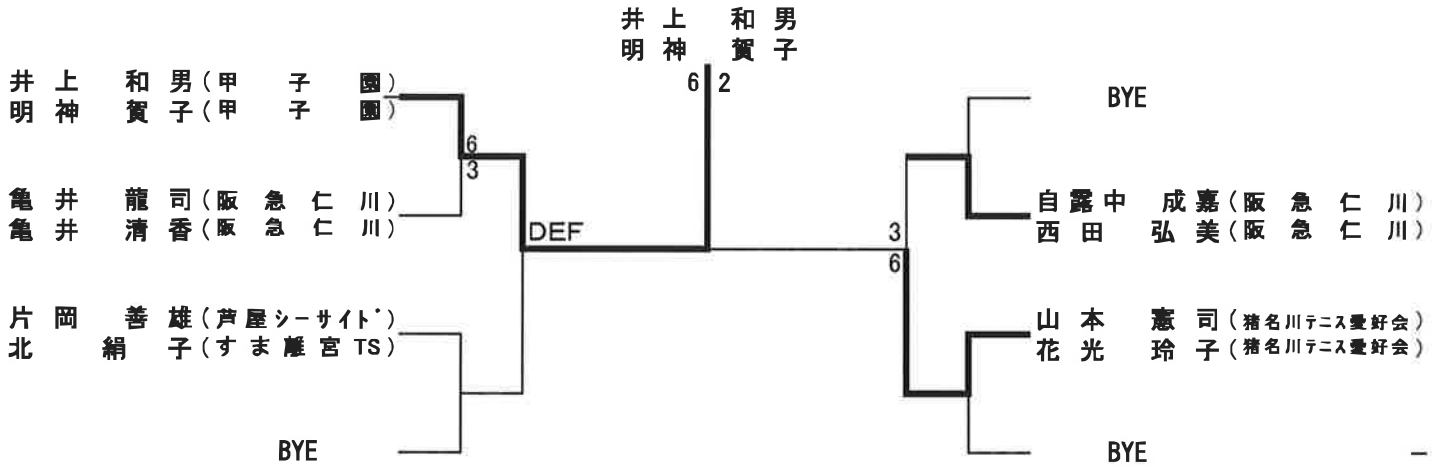 井上 和男
明神 賀子
6 2
井上 和男(甲子園)
明神 賀子(甲子園)
6
3
亀井 龍司(阪急仁川)
亀井 清香(阪急仁川)
DEF
片岡 善雄(芦屋シーサイド)
北 絹子(すま離宮TS)
BYE
BYE
自露中 成嘉(阪急仁川)
西田 弘美(阪急仁川)
3
6
山本 憲司(猪名川テニス愛好会)
花光 玲子(猪名川テニス愛好会)
BYE